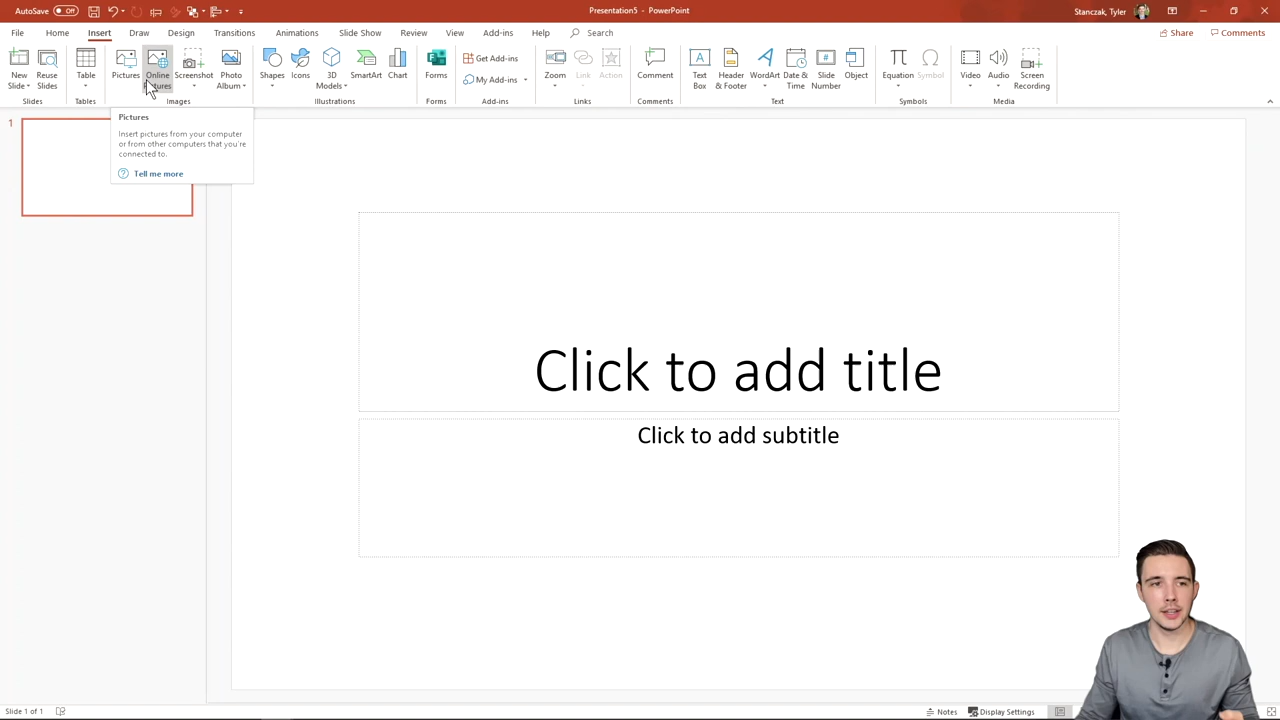 AutoSave Off
Presentation5 - PowerPoint
Stanczak, Tyler
File Home Insert Draw Design Transitions Animations Slide Show Review View Add-ins Help Search Share Comments
New Slide
Reuse Slides
Table
Pictures
Online Pictures
Screenshot
Photo Album
Shapes
Icons
3D Models
SmartArt
Chart
Forms
Get Add-ins
My Add-ins
Zoom
Link
Action
Comment
Text Box
Header & Footer
WordArt
Date & Time
Slide Number
Object
Equation
Symbol
Video
Audio
Screen Recording
Slides Tables Images Illustrations Forms Add-ins Links Comments Text Symbols Media
Pictures
Insert pictures from your computer
or from other computers that you're
connected to.
? Tell me more
1
Click to add title
Click to add subtitle
Slide 1 of 1
Notes Display Settings